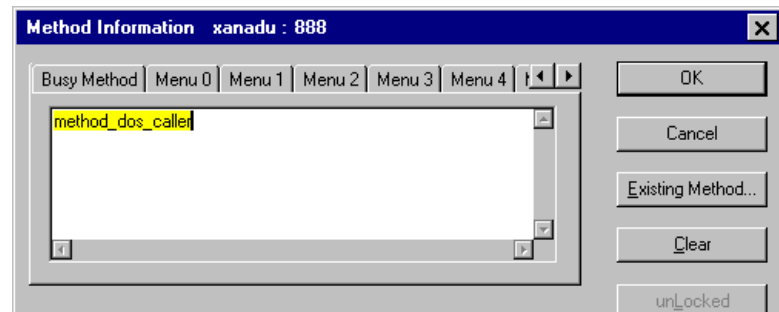 Method Information xanadu : 888
Busy Method Menu 0 Menu 1 Menu 2 Menu 3 Menu 4
method_dos_caller
OK
Cancel
Existing Method...
Clear
unLocked